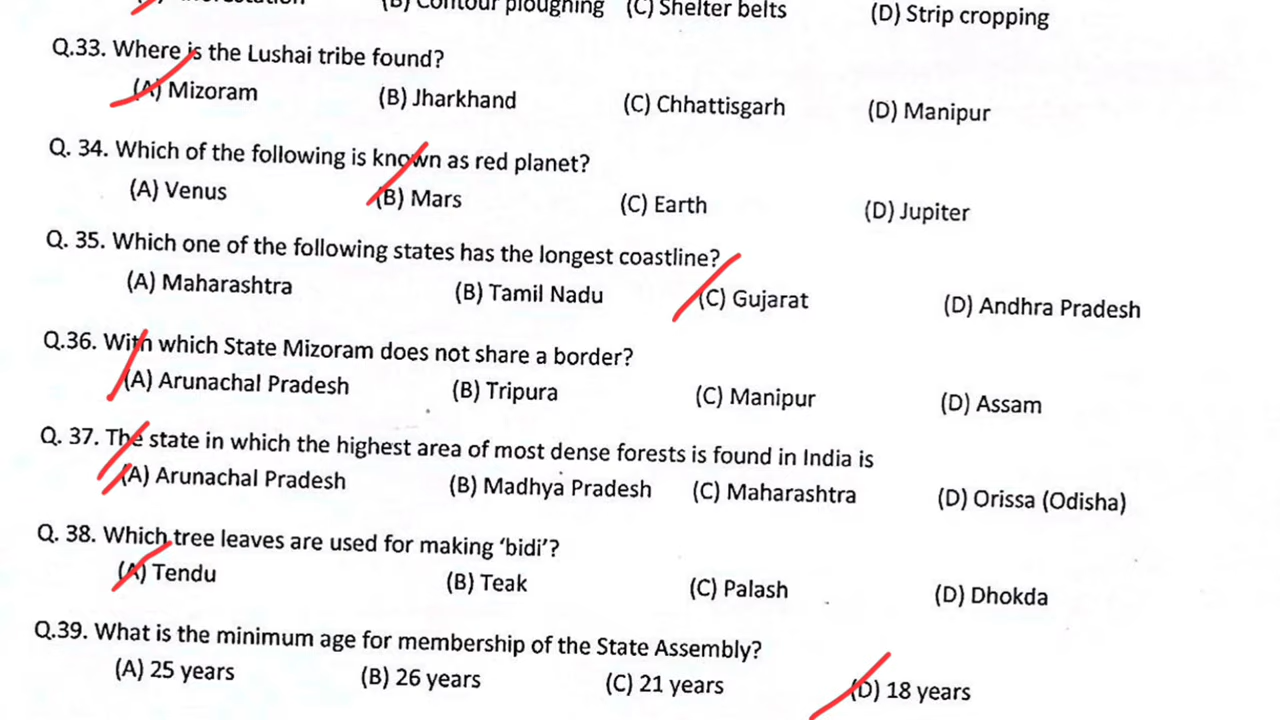 (B) Contour ploughing (C) Shelter belts (D) Strip cropping
Q.33. Where is the Lushai tribe found?
(A) Mizoram (B) Jharkhand (C) Chhattisgarh (D) Manipur
Q. 34. Which of the following is known as red planet?
(A) Venus (B) Mars (C) Earth (D) Jupiter
Q. 35. Which one of the following states has the longest coastline?
(A) Maharashtra (B) Tamil Nadu (C) Gujarat (D) Andhra Pradesh
Q.36. With which State Mizoram does not share a border?
(A) Arunachal Pradesh (B) Tripura (C) Manipur (D) Assam
Q. 37. The state in which the highest area of most dense forests is found in India is
(A) Arunachal Pradesh (B) Madhya Pradesh (C) Maharashtra (D) Orissa (Odisha)
Q. 38. Which tree leaves are used for making ‘bidi’?
(A) Tendu (B) Teak (C) Palash (D) Dhokda
Q.39. What is the minimum age for membership of the State Assembly?
(A) 25 years (B) 26 years (C) 21 years (D) 18 years